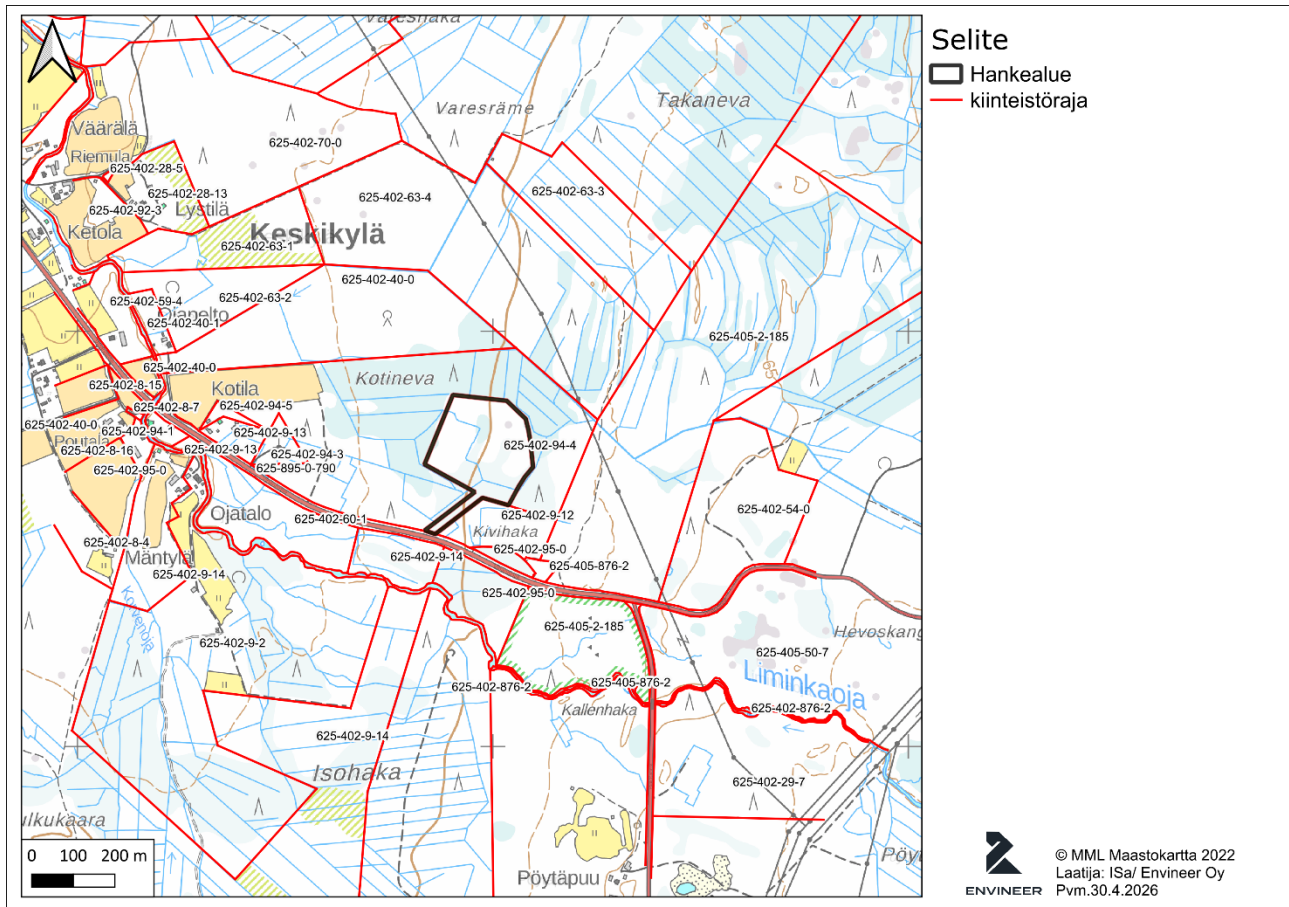 Vareshaka
Selite
Hankealue
kiinteistöraja
Varesräme
Takaneva
Väärälä
Riemula
625-402-70-0
625-402-28-5
625-402-28-13
625-402-63-4
625-402-63-3
625-402-92-3
Lystilä
Ketola
Keskikylä
625-402-63-1
625-402-40-0
625-402-63-2
625-402-59-4
Ojanelto
625-402-40-1
625-405-2-185
65
625-402-40-0
Kotineva
625-402-8-15
Kotila
625-402-94-5
625-402-8-7
625-402-40-0
625-402-94-1
625-402-9-13
Poutala
625-402-8-16
625-402-9-13
625-402-94-3
625-402-94-4
625-402-95-0
625-895-0-790
625-402-54-0
Ojatalo
625-402-60-1
625-402-9-12
Kivihaka
625-402-8-4
Mäntylä
625-402-9-14
625-402-95-0
625-405-876-2
625-402-9-14
Korvenoja
625-402-95-0
625-405-2-185
Hevoskang
625-402-9-2
625-405-50-7
Liminkaoja
625-402-876-2
625-405-876-2
625-402-876-2
Kallenhaka
625-402-9-14
Isohaka
625-402-29-7
ulkukaara
0 100 200 m
Pöytäpuu
Pöyt
ENVINEER
© MML Maastokartta 2022
Laatija: ISa/ Envineer Oy
Pvm.30.4.2026